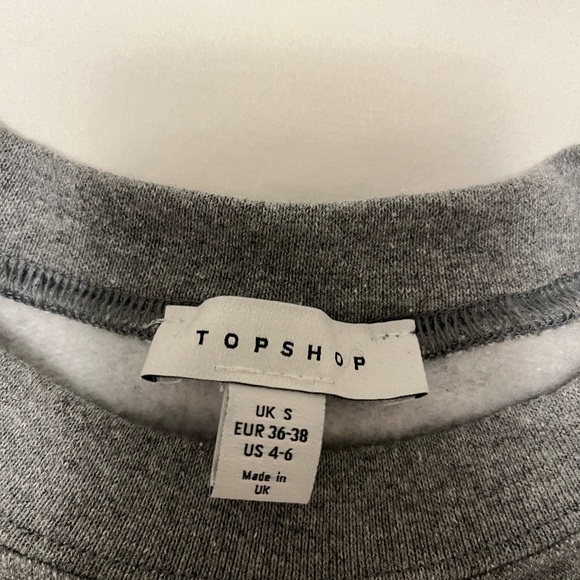 TOPSHOP
UK S
EUR 36-38
US 4-6
Made in
UK